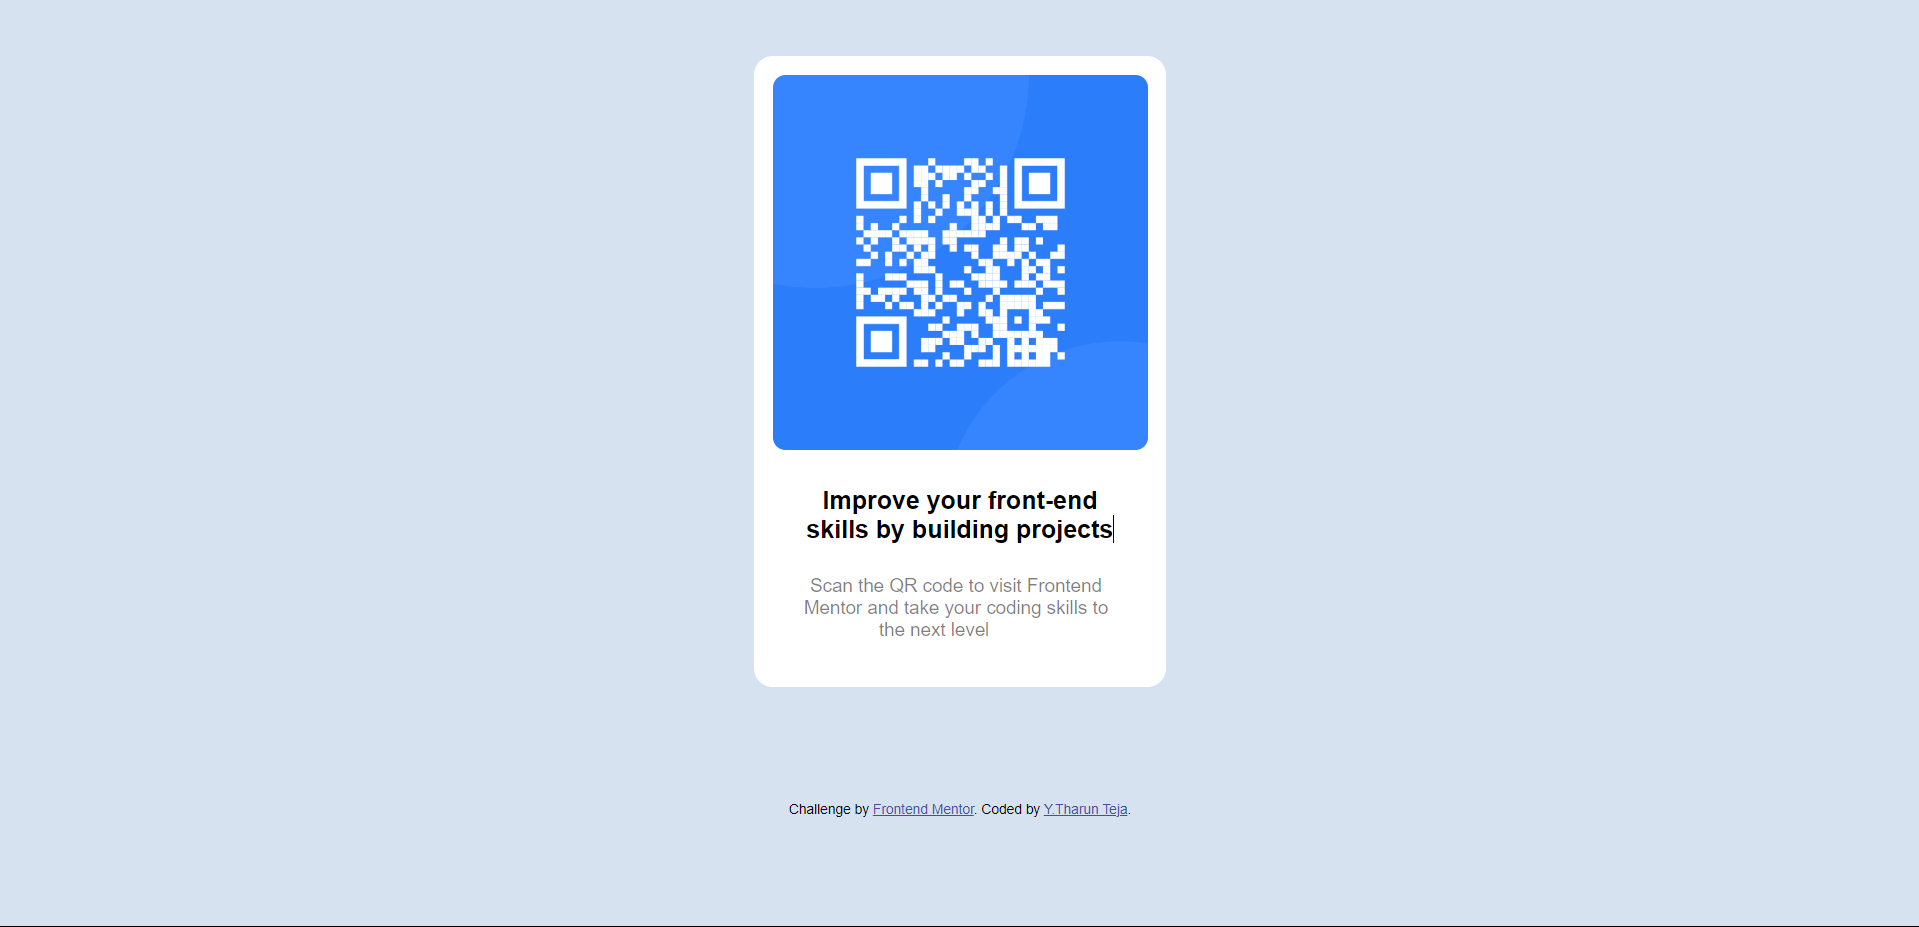 Improve your front-end
skills by building projects
Scan the QR code to visit Frontend
Mentor and take your coding skills to
the next level
Challenge by Frontend Mentor. Coded by Y.Tharun Teja.